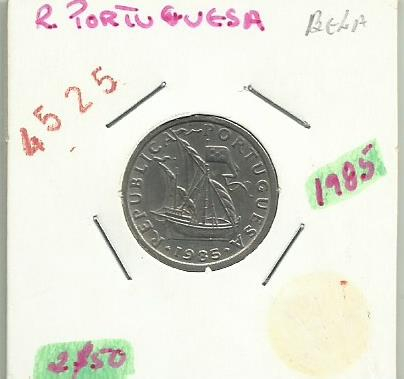 R. PORTUGUESA
BELA
4525
REPUBLICA PORTUGUESA
• 1985 •
1985
2$50